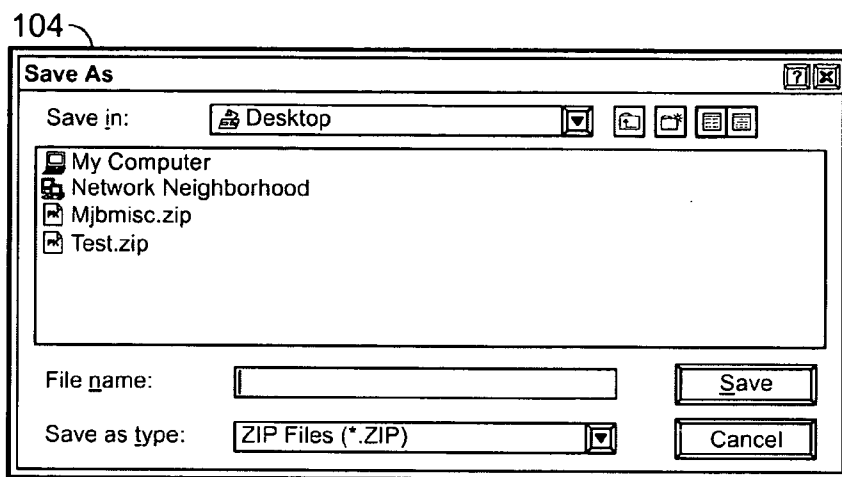 104
Save As
Save in: Desktop
My Computer
Network Neighborhood
Mjbmisc.zip
Test.zip
File name:
Save
Save as type: ZIP Files (*.ZIP)
Cancel